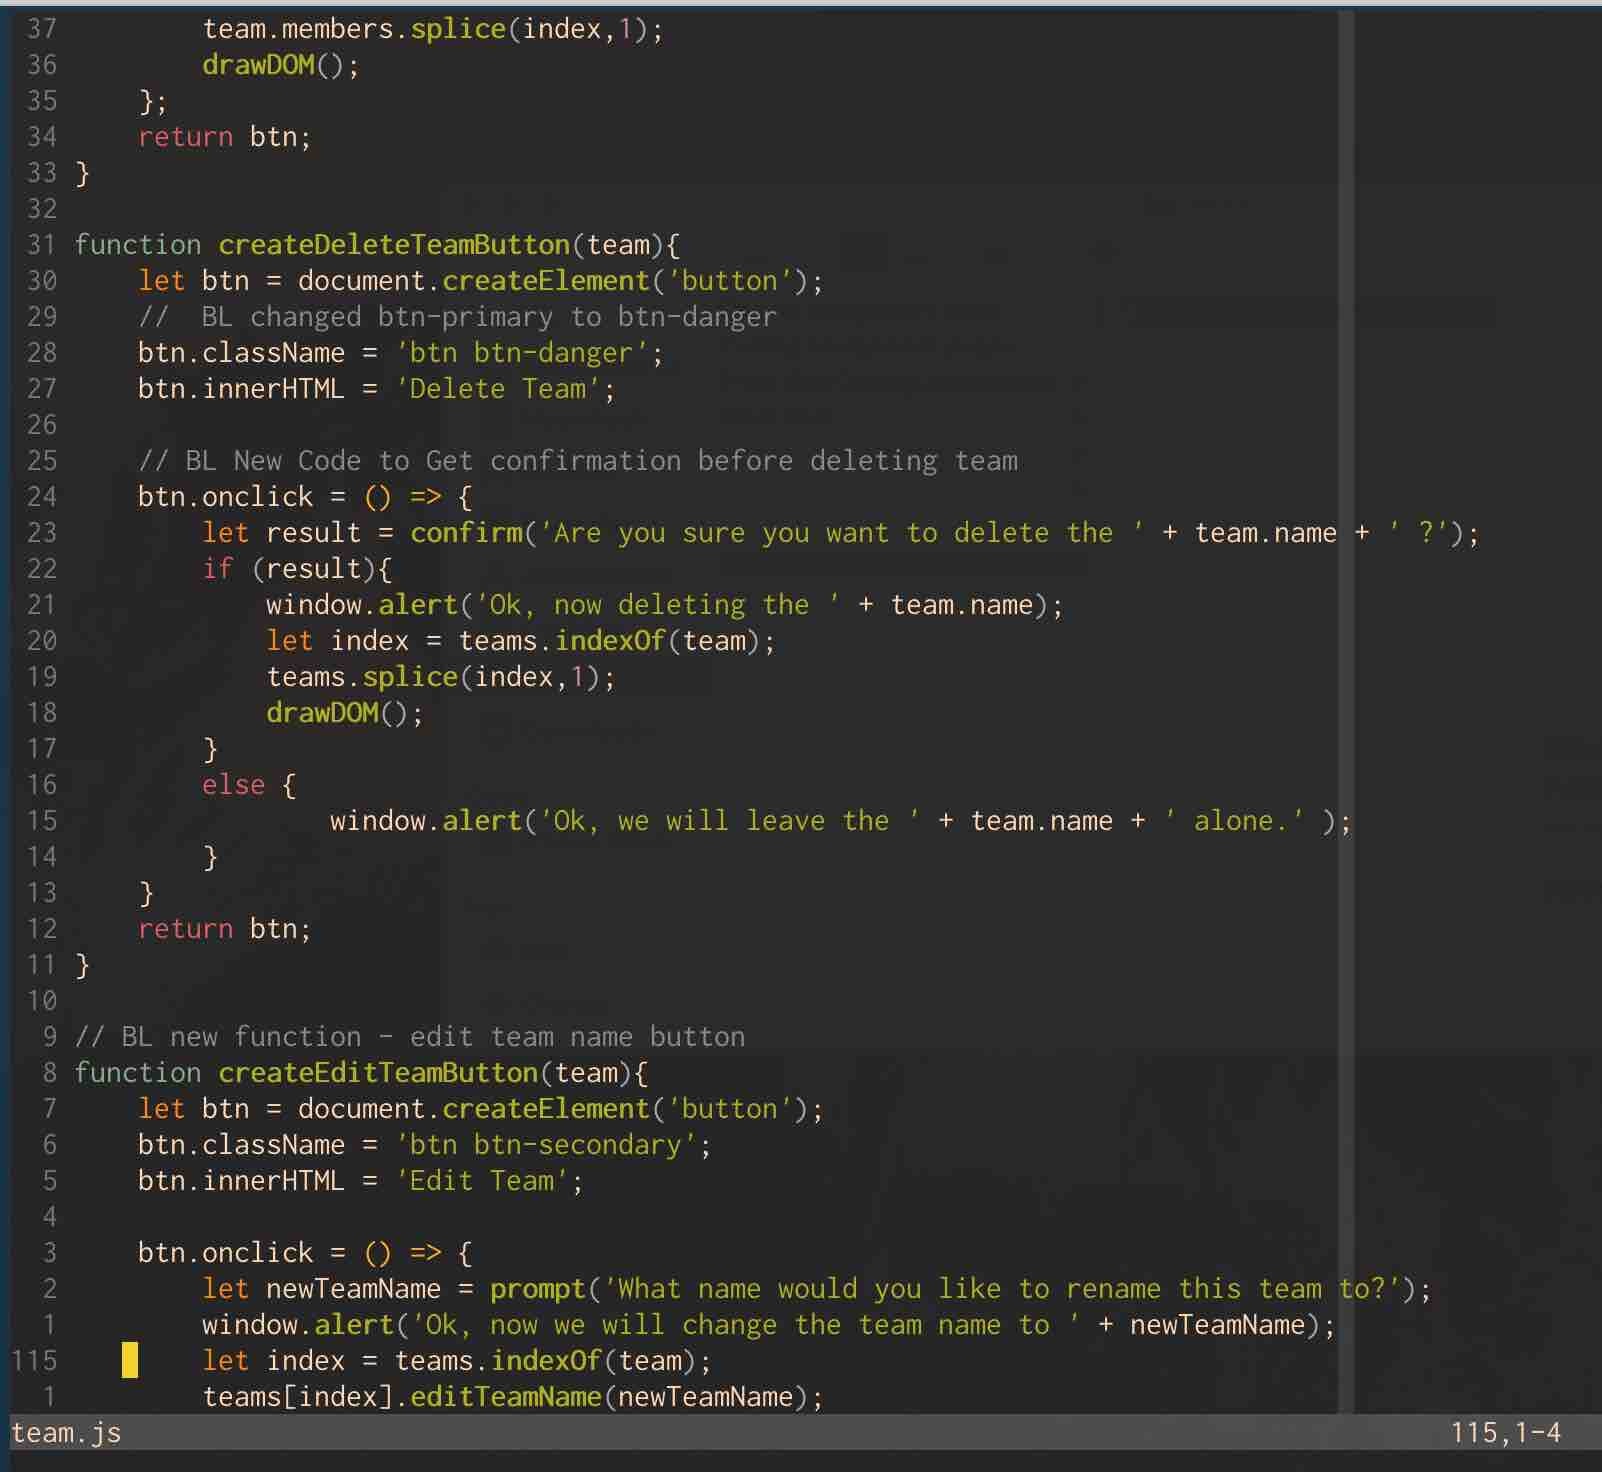 37         team.members.splice(index,1);
36         drawDOM();
35     };
34     return btn;
33 }
32
31 function createDeleteTeamButton(team){
30     let btn = document.createElement('button');
29     //  BL changed btn-primary to btn-danger
28     btn.className = 'btn btn-danger';
27     btn.innerHTML = 'Delete Team';
26
25     // BL New Code to Get confirmation before deleting team
24     btn.onclick = () => {
23         let result = confirm('Are you sure you want to delete the ' + team.name + ' ?');
22         if (result){
21             window.alert('Ok, now deleting the ' + team.name);
20             let index = teams.indexOf(team);
19             teams.splice(index,1);
18             drawDOM();
17         }
16         else {
15                 window.alert('Ok, we will leave the ' + team.name + ' alone.' );
14         }
13     }
12     return btn;
11 }
10
9 // BL new function - edit team name button
8 function createEditTeamButton(team){
7     let btn = document.createElement('button');
6     btn.className = 'btn btn-secondary';
5     btn.innerHTML = 'Edit Team';
4
3     btn.onclick = () => {
2         let newTeamName = prompt('What name would you like to rename this team to?');
1         window.alert('Ok, now we will change the team name to ' + newTeamName);
115         let index = teams.indexOf(team);
1         teams[index].editTeamName(newTeamName);
team.js 115,1-4